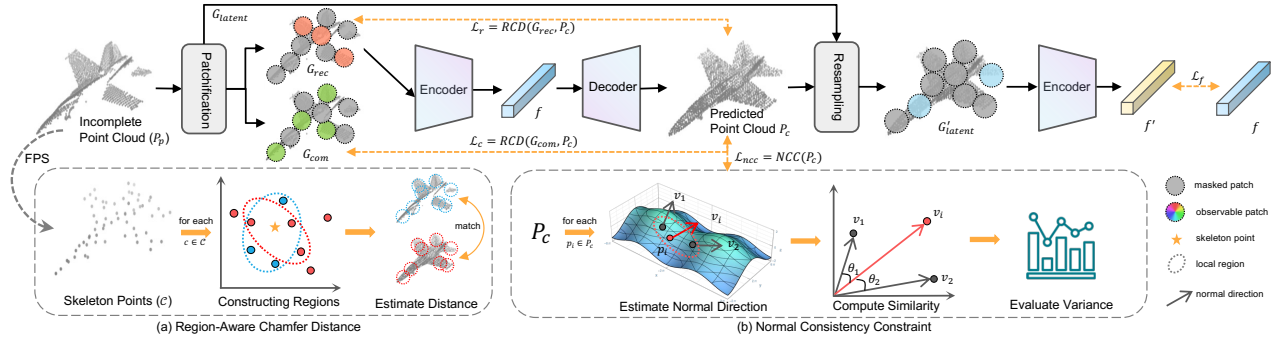 G_latent
ℒ_r = RCD(G_rec, P_c)
Patchification
G_rec
Encoder
f
Decoder
Predicted
Point Cloud P_c
Resampling
G'_latent
Encoder
f'
ℒ_f
f
Incomplete
Point Cloud (P_p)
G_com
ℒ_c = RCD(G_com, P_c)
ℒ_ncc = NCC(P_c)
FPS
for each
c ∈ 𝒞
match
Skeleton Points (𝒞)
Constructing Regions
Estimate Distance
(a) Region-Aware Chamfer Distance
P_c
for each
p_i ∈ P_c
v_1
v_i
v_2
p_i
Estimate Normal Direction
v_1
v_i
θ_1
θ_2
v_2
Compute Similarity
Evaluate Variance
(b) Normal Consistency Constraint
masked patch
observable patch
skeleton point
local region
normal direction